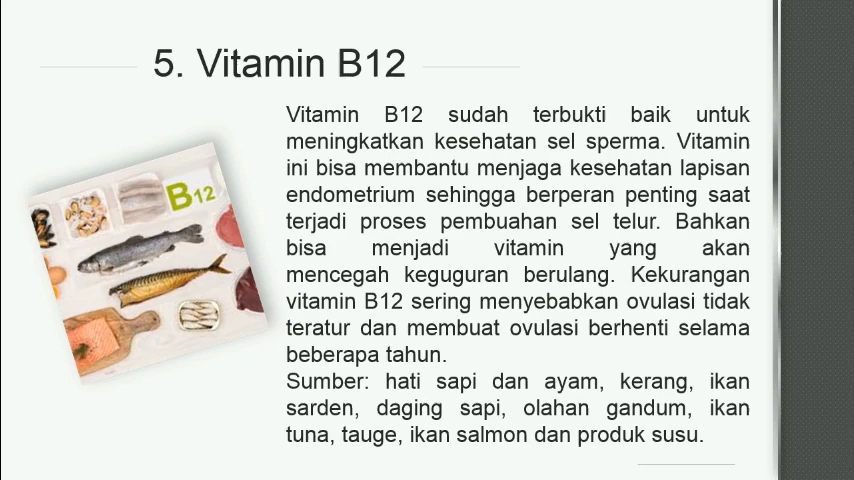 5. Vitamin B12
Vitamin B12 sudah terbukti baik untuk
meningkatkan kesehatan sel sperma. Vitamin
ini bisa membantu menjaga kesehatan lapisan
endometrium sehingga berperan penting saat
terjadi proses pembuahan sel telur. Bahkan
bisa menjadi vitamin yang akan
mencegah keguguran berulang. Kekurangan
vitamin B12 sering menyebabkan ovulasi tidak
teratur dan membuat ovulasi berhenti selama
beberapa tahun.
Sumber: hati sapi dan ayam, kerang, ikan
sarden, daging sapi, olahan gandum, ikan
tuna, tauge, ikan salmon dan produk susu.
B12